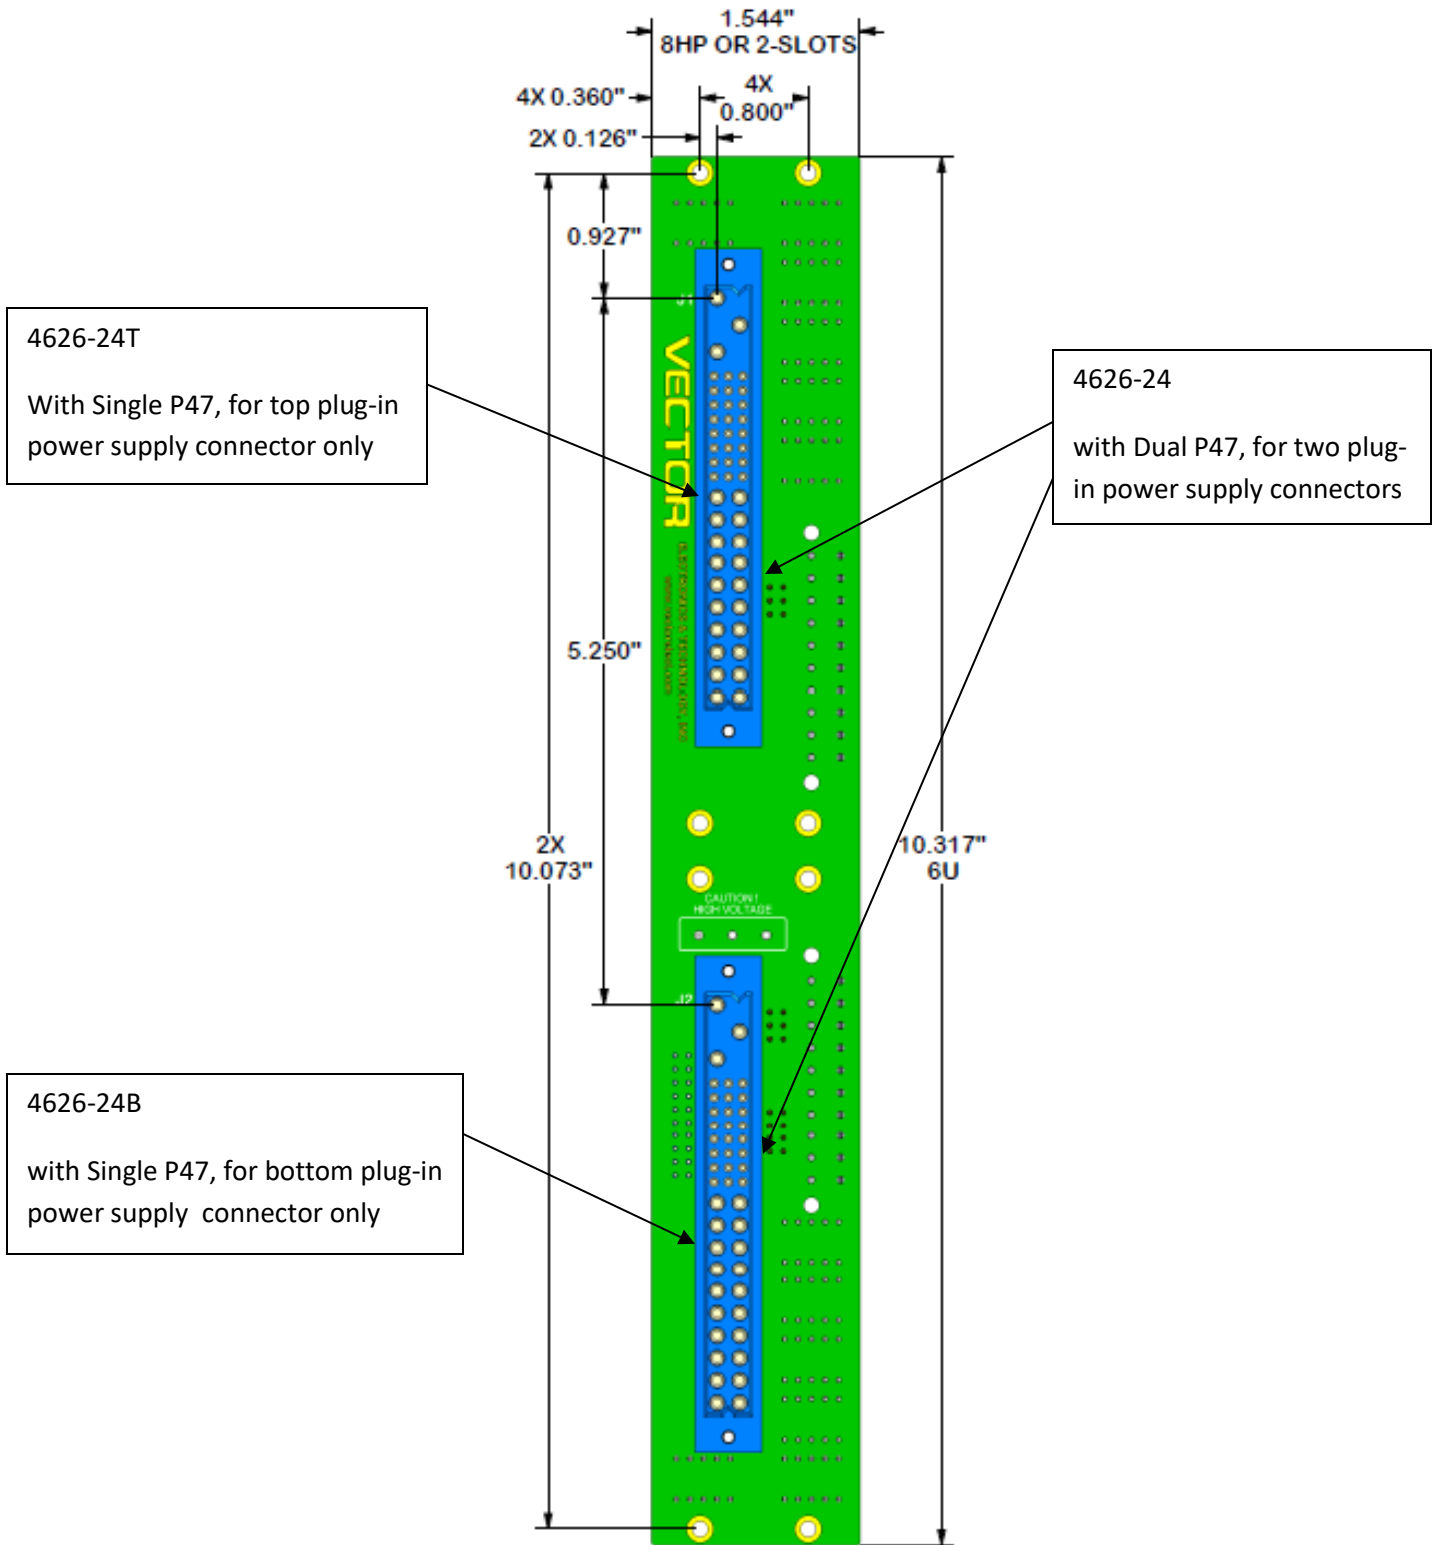 1.544"
8HP OR 2-SLOTS
4X 0.360"
4X
0.800"
2X 0.126"
0.927"
J1
4626-24T
With Single P47, for top plug-in
power supply connector only
4626-24
with Dual P47, for two plug-
in power supply connectors
VECTOR
5.250"
2X
10.073"
10.317"
6U
CAUTION!
HIGH VOLTAGE
J2
4626-24B
with Single P47, for bottom plug-in
power supply connector only